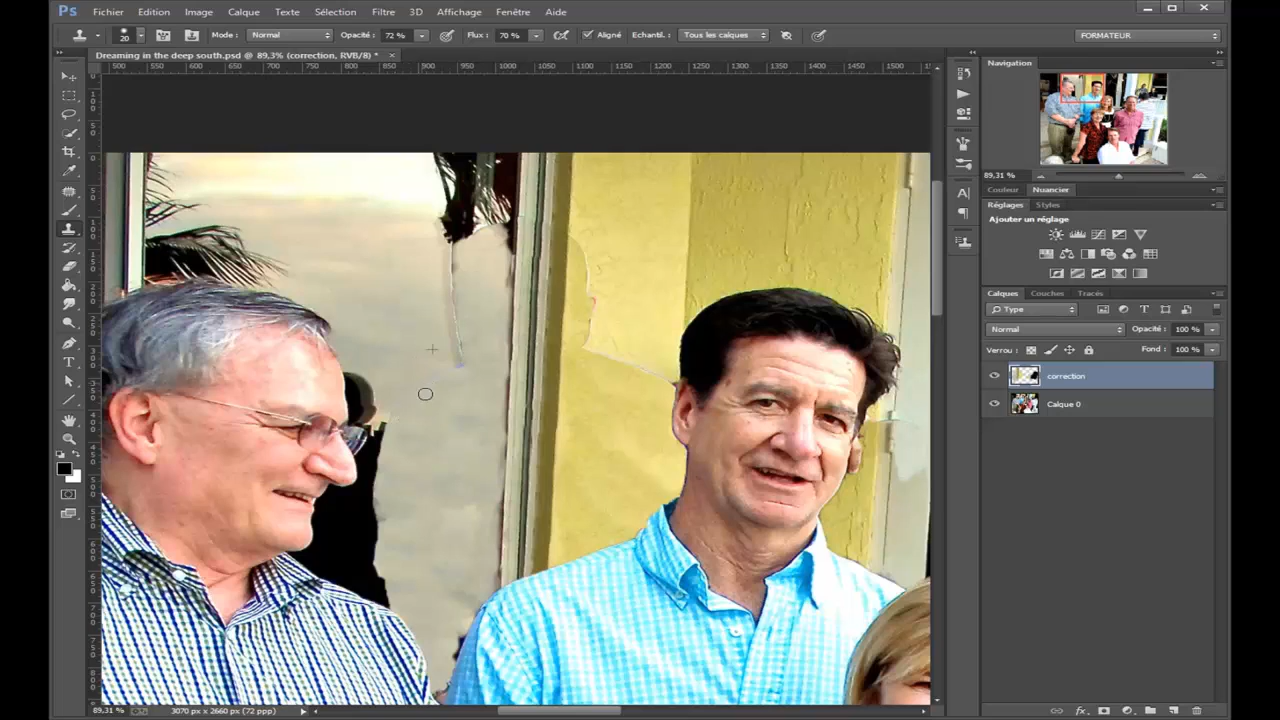 Ps Fichier Edition Image Calque Texte Sélection Filtre 3D Affichage Fenêtre Aide
20 Mode : Normal Opacité : 72 % Flux : 70 % Aligné Echantil. : Tous les calques FORMATEUR
Dreaming in the deep south.psd @ 89,3% (correction, RVB/8) *
500 550 600 650 700 750 800 850 900 950 1000 1050 1100 1150 1200 1250 1300 1350 1400 1450 1500
Navigation
89,31 %
Couleur Nuancier
Réglages Styles
Ajouter un réglage
Calques Couches Tracés
Type
Normal Opacité : 100 %
Verrou : Fond : 100 %
correction
Calque 0
89,31 % 3070 px x 2660 px (72 ppp)